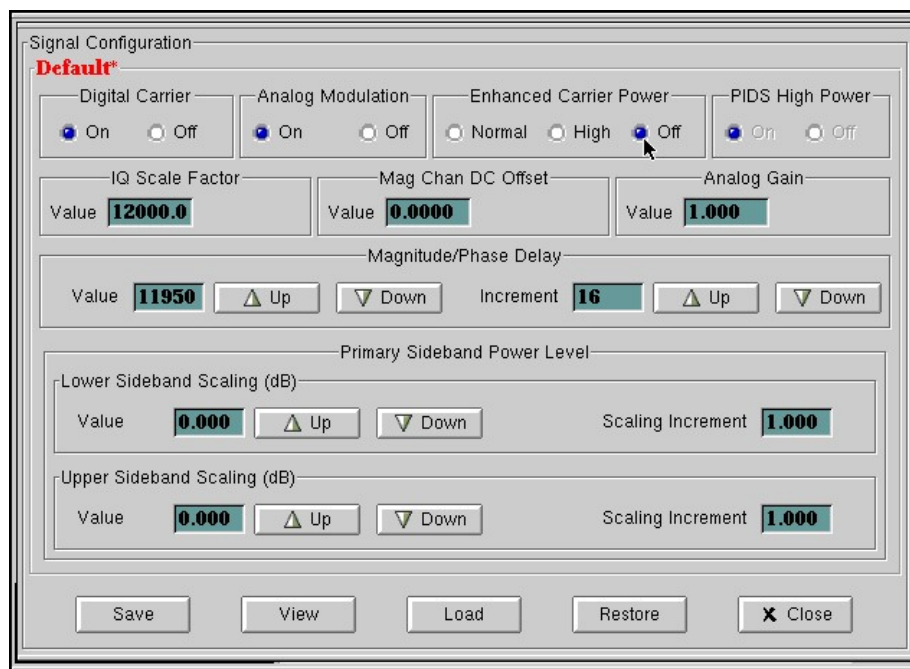 Signal Configuration
Default*
Digital Carrier
On Off
Analog Modulation
On Off
Enhanced Carrier Power
Normal High Off
PIDS High Power
On Off
IQ Scale Factor
Value 12000.0
Mag Chan DC Offset
Value 0.0000
Analog Gain
Value 1.000
Magnitude/Phase Delay
Value 11950 Up Down Increment 16 Up Down
Primary Sideband Power Level
Lower Sideband Scaling (dB)
Value 0.000 Up Down Scaling Increment 1.000
Upper Sideband Scaling (dB)
Value 0.000 Up Down Scaling Increment 1.000
Save View Load Restore X Close